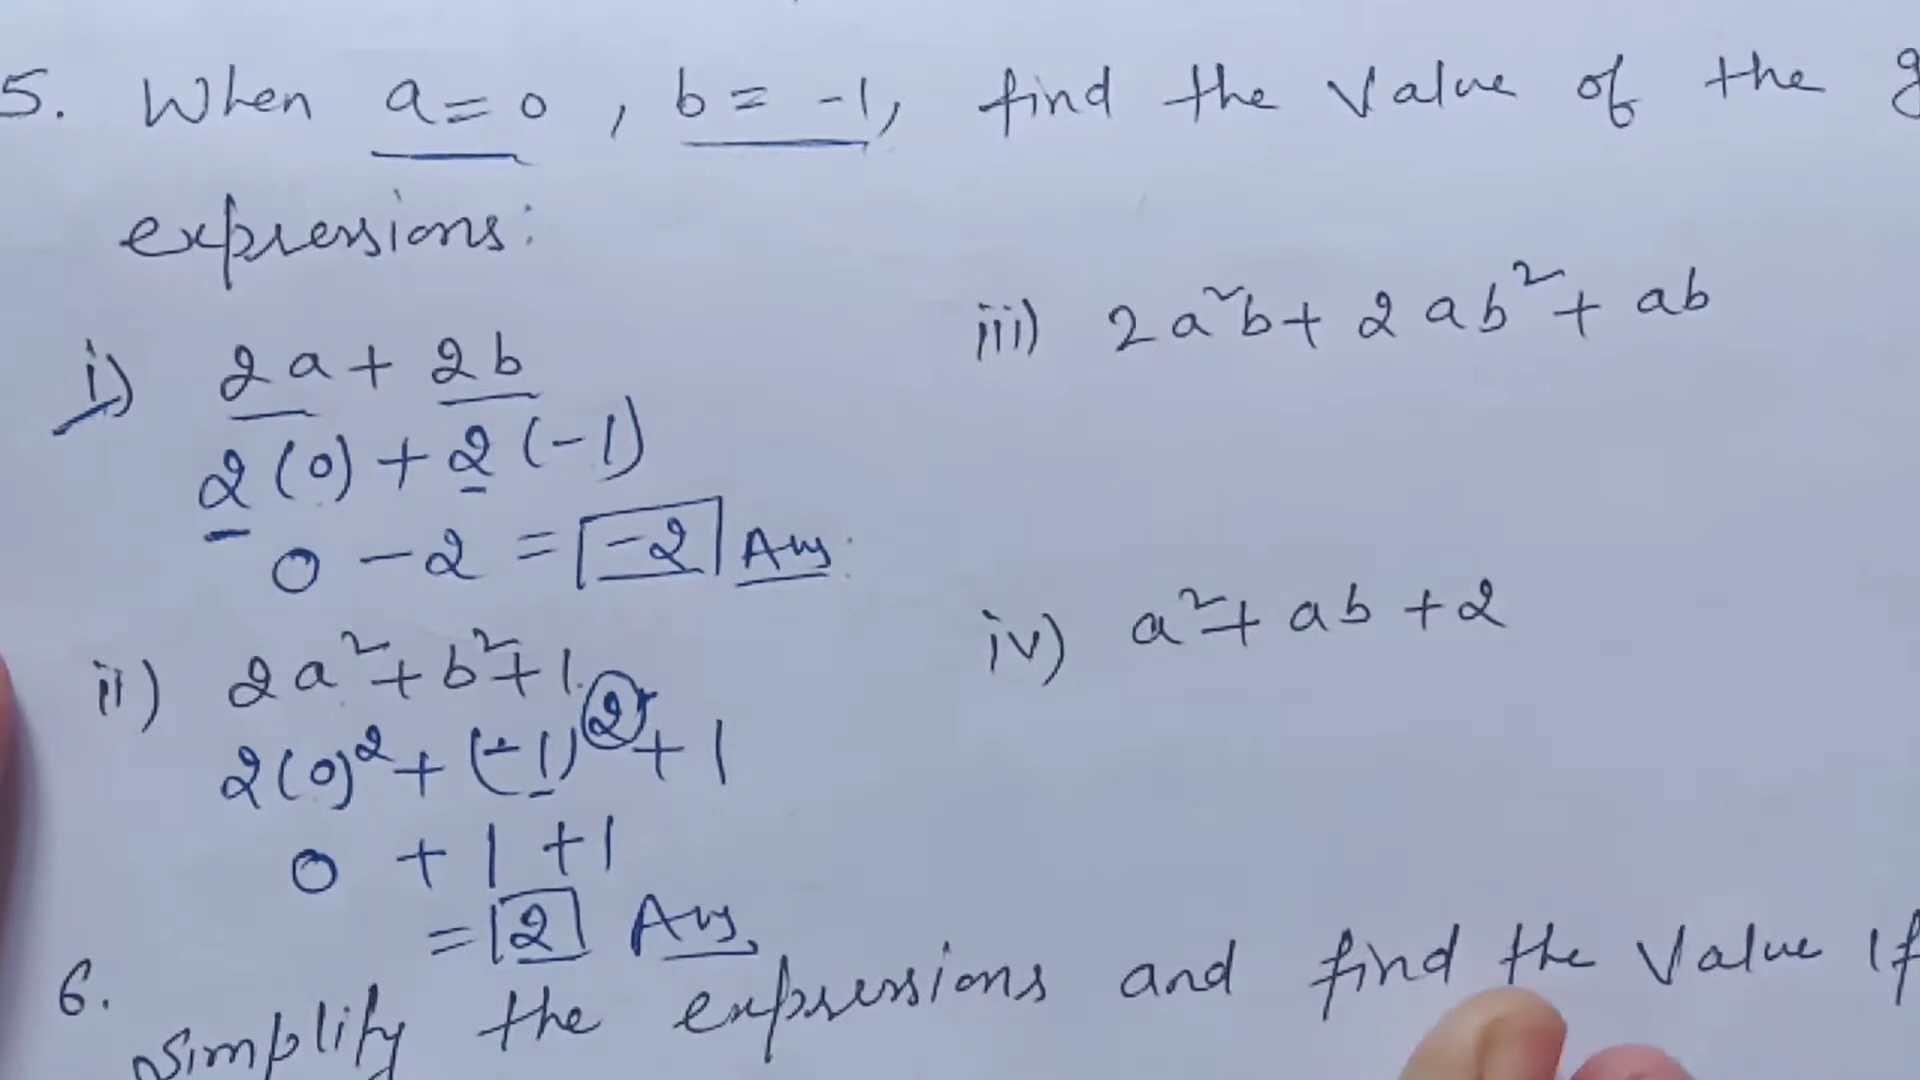 5. When a=0, b=-1, find the value of the
expressions:
i) 2a+2b
2(0)+2(-1)
0-2=-2 Ans.
ii) 2a²+b²+1
2(0)²+(-1)²+1
0+1+1
=2 Ans
iii) 2a²b+2ab²+ab
iv) a²+ab+2
6. simplify the expressions and find the value if